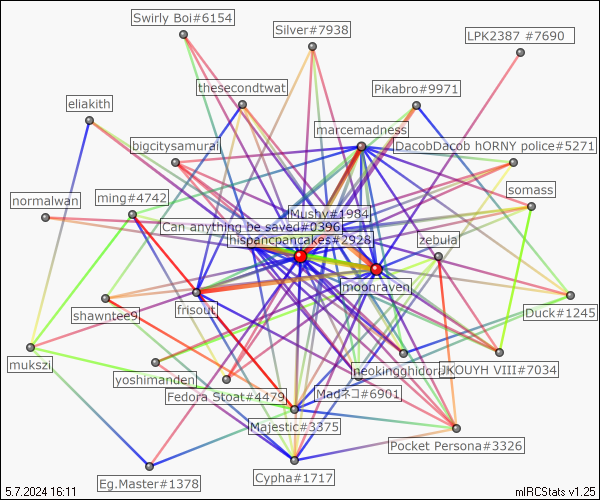 Swirly Boi#6154
Silver#7938
LPK2387 #7690
thesecondtwat
Pikabro#9971
eliakith
marcemadness
bigcitysamurai
DacobDacob hORNY police#5271
ming#4742
somass
normalwan
Mushy#1984
Can anything be saved#0396
hispancpancakes#2928
zebula
moonraven
shawntee9
frisout
Duck#1245
mukszi
yoshimanden
neokingghidora
JKOUYH VIII#7034
Fedora Stoat#4479
Madネコ#6901
Majestic#3375
Pocket Persona#3326
Cypha#1717
Eg.Master#1378
5.7.2024 16:11
mIRCStats v1.25